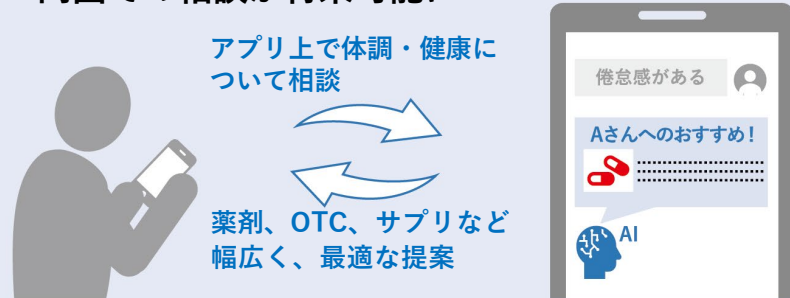 アプリ上で体調・健康に
ついて相談
薬剤、OTC、サプリなど
幅広く、最適な提案
倦怠感がある
Aさんへのおすすめ！
AI